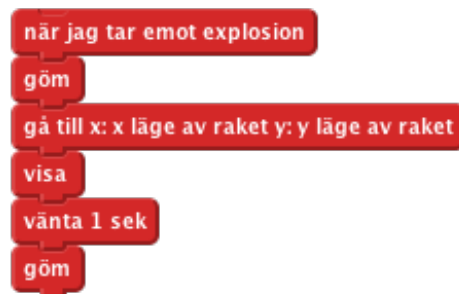 när jag tar emot explosion
göm
gå till x: x läge av raket y: y läge av raket
visa
vänta 1 sek
göm